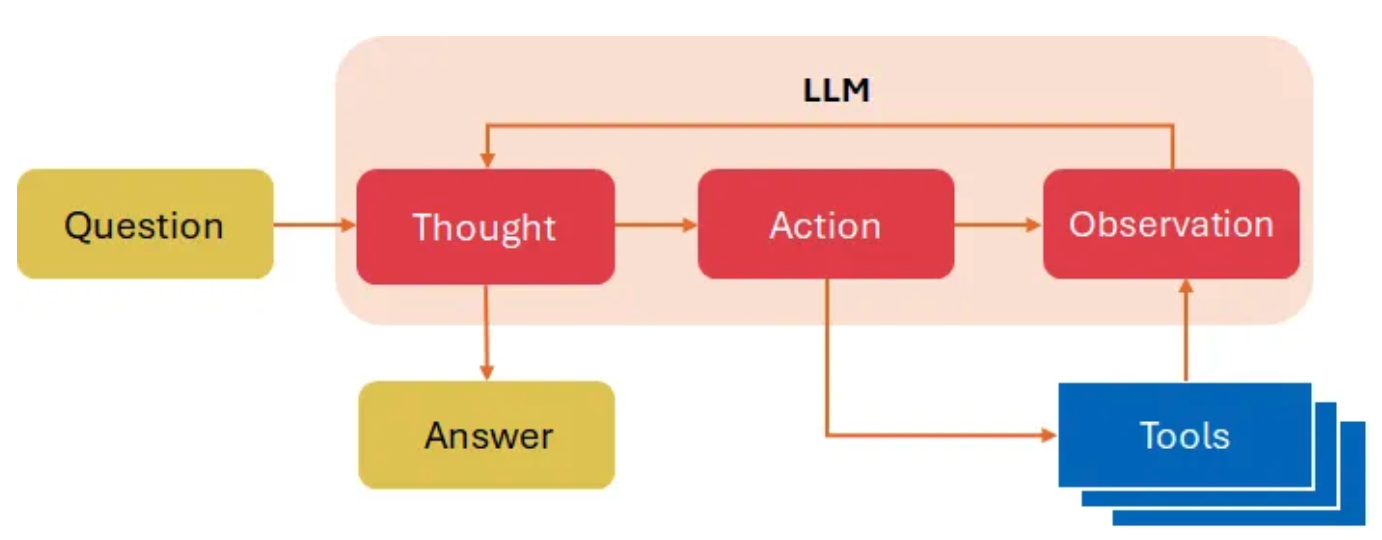 LLM
Question
Thought
Action
Observation
Answer
Tools